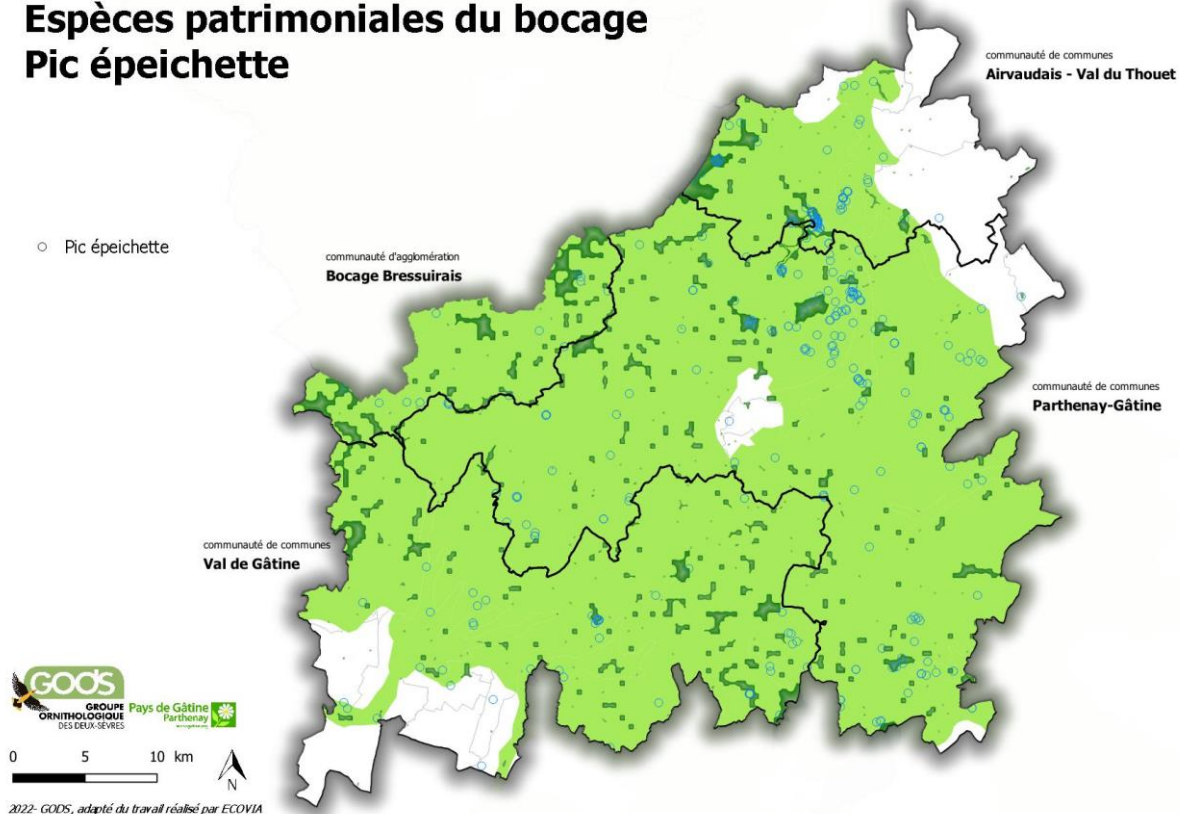 Espèces patrimoniales du bocage
Pic épeichette
communauté de communes
Airvaudais - Val du Thouet
Pic épeichette
communauté d'agglomération
Bocage Bressuirais
communauté de communes
Parthenay-Gâtine
communauté de communes
Val de Gâtine
GODS
GROUPE
ORNITHOLOGIQUE
DES DEUX-SÈVRES
Pays de Gâtine
Parthenay
0 5 10 km
N
2022- GODS, adapté du travail réalisé par ECOVIA